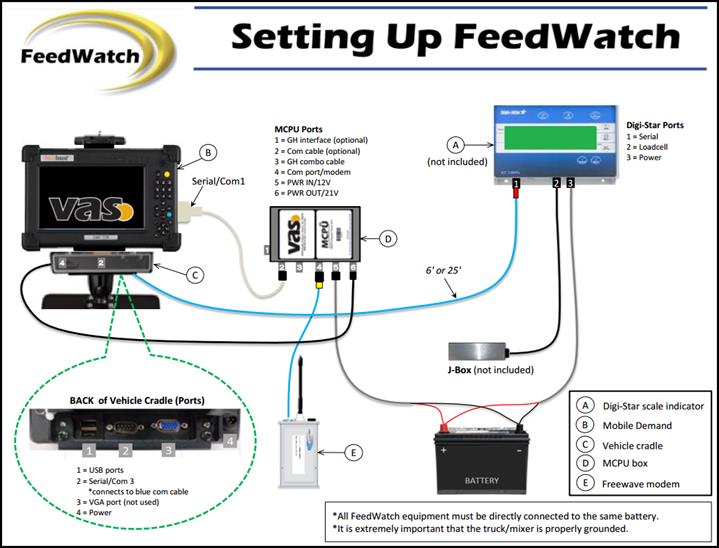 FeedWatch
Setting Up FeedWatch
MCPU Ports
1 = GH interface (optional)
2 = Com cable (optional)
3 = GH combo cable
4 = Com port/modem
5 = PWR IN/12V
6 = PWR OUT/21V
A
(not included)
Digi-Star Ports
1 = Serial
2 = Loadcell
3 = Power
B
Serial/Com1
vas
vas
MCPÜ
D
1
2
3
4
5
6
1
2
3
4
2
C
6' or 25'
J-Box (not included)
BACK of Vehicle Cradle (Ports)
1
2
3
4
1 = USB ports
2 = Serial/Com 3
*connects to blue com cable
3 = VGA port (not used)
4 = Power
E
+
-
BATTERY
A Digi-Star scale indicator
B Mobile Demand
C Vehicle cradle
D MCPU box
E Freewave modem
*All FeedWatch equipment must be directly connected to the same battery.
*It is extremely important that the truck/mixer is properly grounded.